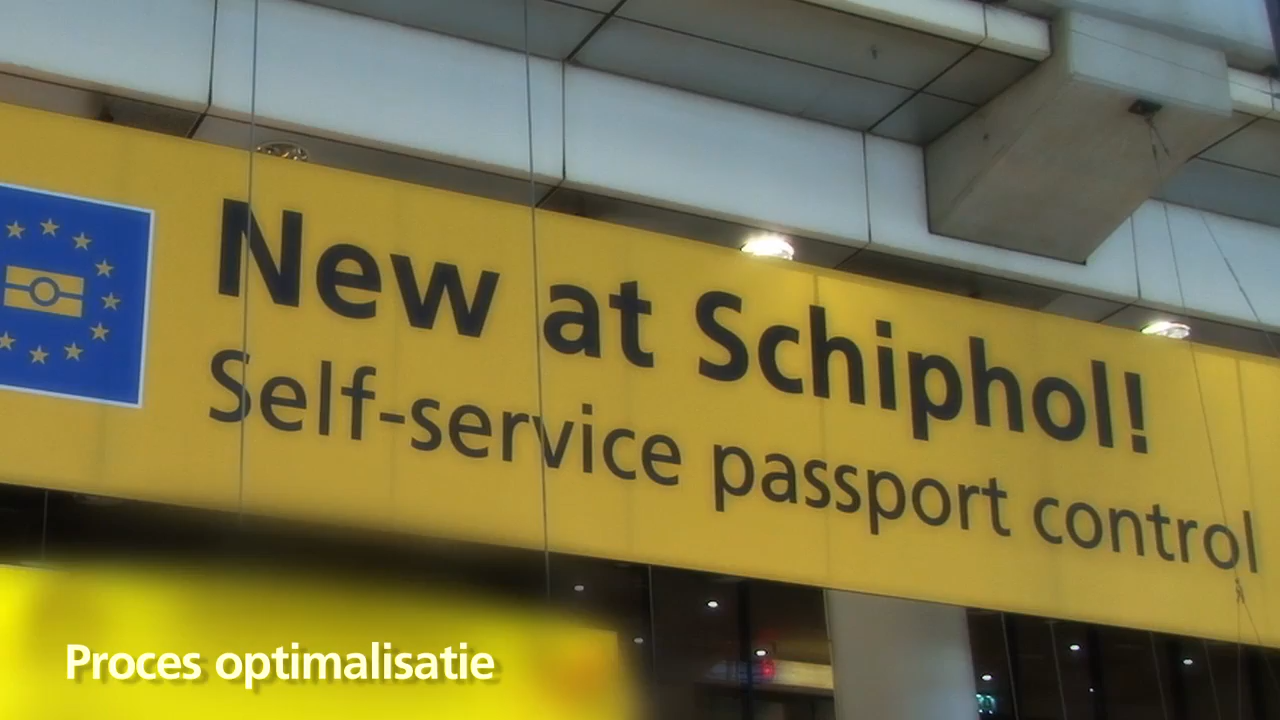 New at Schiphol!
Self-service passport control
Proces optimalisatie